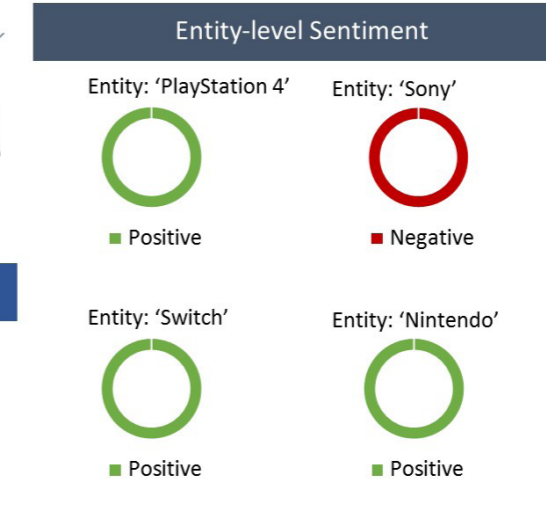 Entity-level Sentiment
Entity: ‘PlayStation 4’
Entity: ‘Sony’
Positive
Negative
Entity: ‘Switch’
Entity: ‘Nintendo’
Positive
Positive